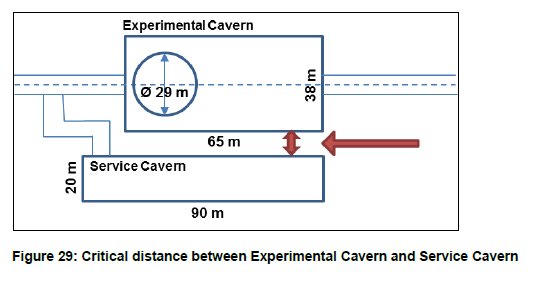 Experimental Cavern
Ø 29 m
38 m
65 m
Service Cavern
20 m
90 m
Figure 29: Critical distance between Experimental Cavern and Service Cavern